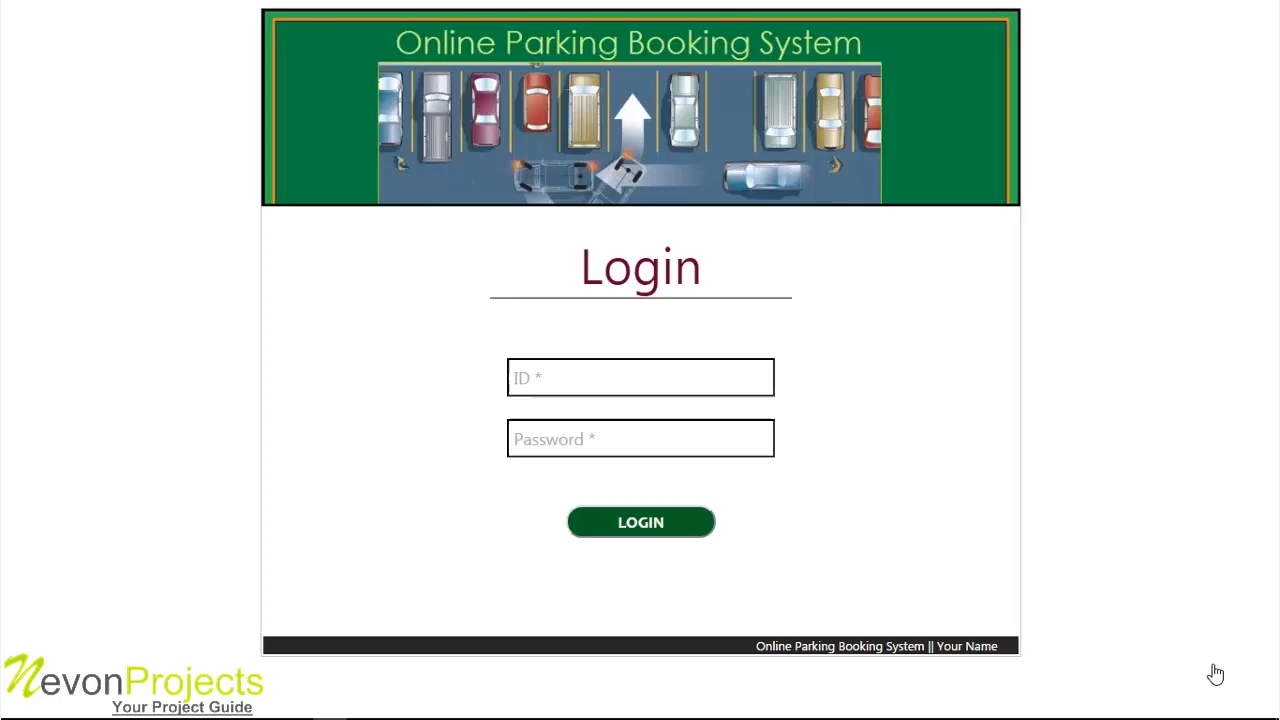 Online Parking Booking System
Login
ID *
Password *
LOGIN
Online Parking Booking System || Your Name
NevonProjects
Your Project Guide